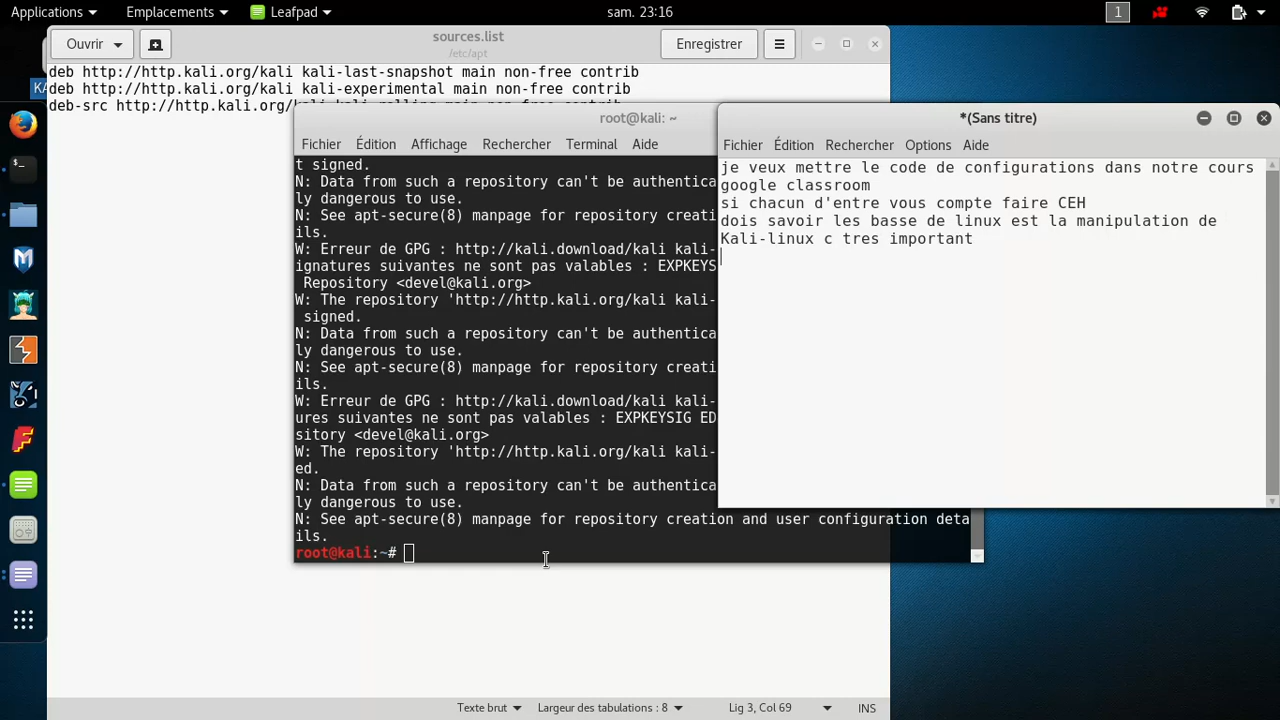 Applications Emplacements Leafpad sam. 23:16 1
Ouvrir sources.list Enregistrer
/etc/apt
deb http://http.kali.org/kali kali-last-snapshot main non-free contrib
deb http://http.kali.org/kali kali-experimental main non-free contrib
deb-src http://http.kali.org/kali kali-rolling main non-free contrib
KA
root@kali: ~
Fichier Édition Affichage Rechercher Terminal Aide
t signed.
N: Data from such a repository can't be authentica
ly dangerous to use.
N: See apt-secure(8) manpage for repository creati
ils.
W: Erreur de GPG : http://kali.download/kali kali-
ignatures suivantes ne sont pas valables : EXPKEYS
Repository <devel@kali.org>
W: The repository 'http://http.kali.org/kali kali-
signed.
N: Data from such a repository can't be authentica
ly dangerous to use.
N: See apt-secure(8) manpage for repository creati
ils.
W: Erreur de GPG : http://kali.download/kali kali-
ures suivantes ne sont pas valables : EXPKEYSIG ED
sitory <devel@kali.org>
W: The repository 'http://http.kali.org/kali kali-
ed.
N: Data from such a repository can't be authentica
ly dangerous to use.
N: See apt-secure(8) manpage for repository creation and user configuration deta
ils.
root@kali:~#
*(Sans titre)
Fichier Édition Rechercher Options Aide
je veux mettre le code de configurations dans notre cours
google classroom
si chacun d'entre vous compte faire CEH
dois savoir les basse de linux est la manipulation de
Kali-linux c tres important
Texte brut Largeur des tabulations : 8 Lig 3, Col 69 INS